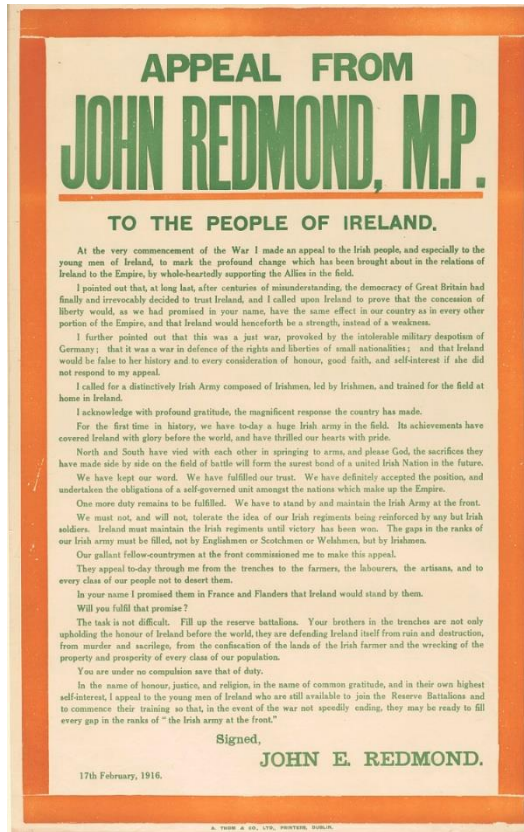 APPEAL FROM
JOHN REDMOND, M.P.
TO THE PEOPLE OF IRELAND.
At the very commencement of the War I made an appeal to the Irish people, and especially to the
young men of Ireland, to mark the profound change which has been brought about in the relations of
Ireland to the Empire, by whole-heartedly supporting the Allies in the field.
I pointed out that, at long last, after centuries of misunderstanding, the democracy of Great Britain had
finally and irrevocably decided to trust Ireland, and I called upon Ireland to prove that the concession of
liberty would, as we had promised in your name, have the same effect in our country as in every other
portion of the Empire, and that Ireland would henceforth be a strength, instead of a weakness.
I further pointed out that this was a just war, provoked by the intolerable military despotism of
Germany; that it was a war in defence of the rights and liberties of small nationalities; and that Ireland
would be false to her history and to every consideration of honour, good faith, and self-interest if she did
not respond to my appeal.
I called for a distinctively Irish Army composed of Irishmen, led by Irishmen, and trained for the field at
home in Ireland.
I acknowledge with profound gratitude, the magnificent response the country has made.
For the first time in history, we have to-day a huge Irish army in the field. Its achievements have
covered Ireland with glory before the world, and have thrilled our hearts with pride.
North and South have vied with each other in springing to arms, and please God, the sacrifices they
have made side by side on the field of battle will form the surest bond of a united Irish Nation in the future.
We have kept our word. We have fulfilled our trust. We have definitely accepted the position, and
undertaken the obligations of a self-governed unit amongst the nations which make up the Empire.
One more duty remains to be fulfilled. We have to stand by and maintain the Irish Army at the front.
We must not, and will not, tolerate the idea of our Irish regiments being reinforced by any but Irish
soldiers. Ireland must maintain the Irish regiments until victory has been won. The gaps in the ranks of
our Irish army must be filled, not by Englishmen or Scotchmen or Welshmen, but by Irishmen.
Our gallant fellow-countrymen at the front commissioned me to make this appeal.
They appeal to-day through me from the trenches to the farmers, the labourers, the artisans, and to
every class of our people not to desert them.
In your name I promised them in France and Flanders that Ireland would stand by them.
Will you fulfil that promise?
The task is not difficult. Fill up the reserve battalions. Your brothers in the trenches are not only
upholding the honour of Ireland before the world, they are defending Ireland itself from ruin and destruction,
from murder and sacrilege, from the confiscation of the lands of the Irish farmer and the wrecking of the
property and prosperity of every class of our population.
You are under no compulsion save that of duty.
In the name of honour, justice, and religion, in the name of common gratitude, and in their own highest
self-interest, I appeal to the young men of Ireland who are still available to join the Reserve Battalions and
to commence their training so that, in the event of the war not speedily ending, they may be ready to fill
every gap in the ranks of "the Irish army at the front."
Signed,
JOHN E. REDMOND.
17th February, 1916.
A. THOM & CO., LTD., PRINTERS, DUBLIN.